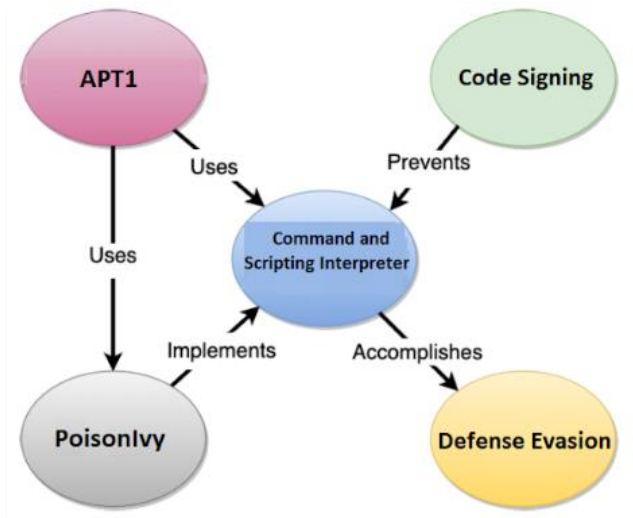 APT1
Code Signing
Uses
Prevents
Command and
Scripting Interpreter
Uses
Implements
Accomplishes
PoisonIvy
Defense Evasion